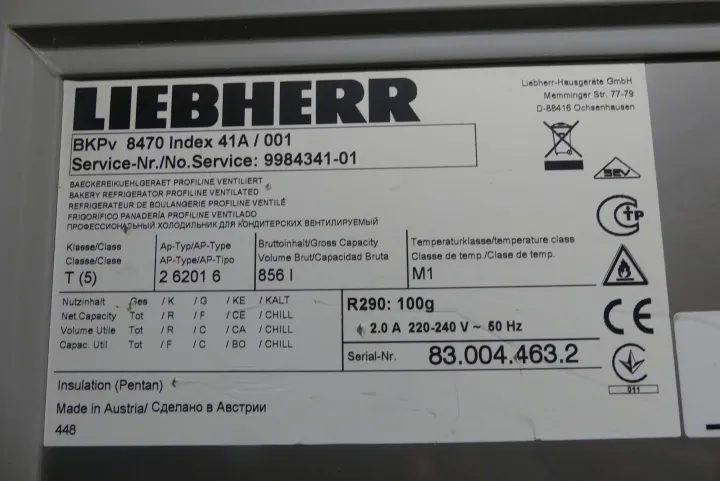 LIEBHERR
Liebherr-Hausgeräte GmbH
Memminger Str. 77-79
D-88416 Ochsenhausen
BKPv 8470 Index 41A / 001
Service-Nr./No.Service: 9984341-01
BAECKEREIKUEHLGERAET PROFILINE VENTILIERT
BAKERY REFRIGERATOR PROFILINE VENTILATED
REFRIGERATEUR DE BOULANGERIE PROFILINE VENTILÉ
FRIGORÍFICO PANADERÍA PROFILINE VENTILADO
ПРОФЕССИОНАЛЬНЫЙ ХОЛОДИЛЬНИК ДЛЯ КОНДИТЕРСКИХ ВЕНТИЛИРУЕМЫЙ
SEV
Klasse/Class
Classe/Clase
T (5)
Ap-Typ/AP-Type
AP-Type/AP-Tipo
2 6201 6
Bruttoinhalt/Gross Capacity
Volume Brut/Capacidad Bruta
856 l
Temperaturklasse/temperature class
Classe de temp./Clase de temp.
M1
Nutzinhalt Ges / K / G / KE / KALT
Net.Capacity Tot / R / F / CE / CHILL
Volume Utile Tot / R / C / CA / CHILL
Capac. Util Tot / F / C / BO / CHILL
R290: 100g
2.0 A 220-240 V ~ 50 Hz
Serial-Nr. 83.004.463.2
CTP
CE
011
Insulation (Pentan)
Made in Austria/ Сделано в Австрии
448